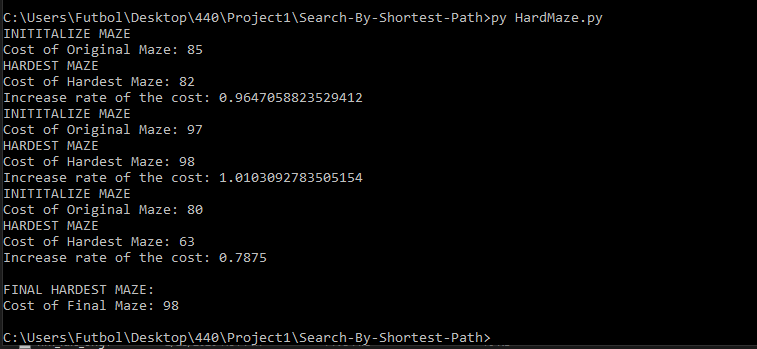 C:\Users\Futbol\Desktop\440\Project1\Search-By-Shortest-Path>py HardMaze.py
INITITALIZE MAZE
Cost of Original Maze: 85
HARDEST MAZE
Cost of Hardest Maze: 82
Increase rate of the cost: 0.9647058823529412
INITITALIZE MAZE
Cost of Original Maze: 97
HARDEST MAZE
Cost of Hardest Maze: 98
Increase rate of the cost: 1.0103092783505154
INITITALIZE MAZE
Cost of Original Maze: 80
HARDEST MAZE
Cost of Hardest Maze: 63
Increase rate of the cost: 0.7875
FINAL HARDEST MAZE:
Cost of Final Maze: 98
C:\Users\Futbol\Desktop\440\Project1\Search-By-Shortest-Path>